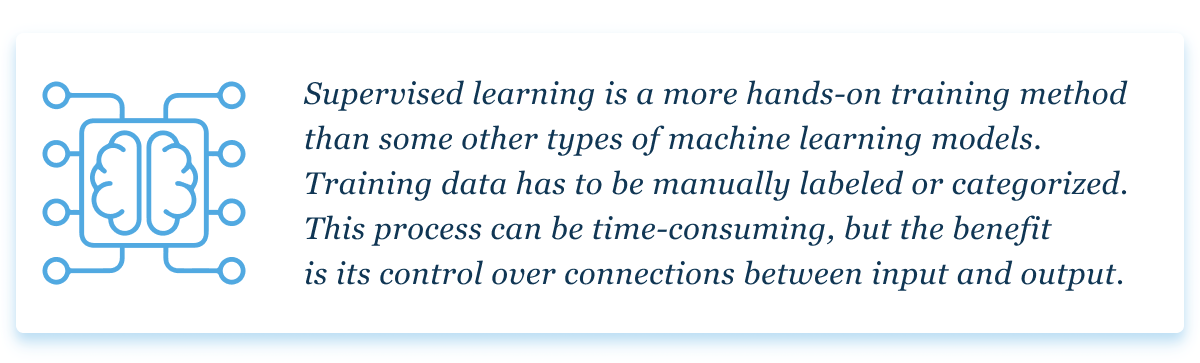 Supervised learning is a more hands-on training method
than some other types of machine learning models.
Training data has to be manually labeled or categorized.
This process can be time-consuming, but the benefit
is its control over connections between input and output.